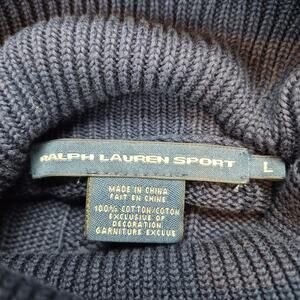 RALPH LAUREN SPORT
L
MADE IN CHINA
FAIT EN CHINE
100% COTTON/COTON
EXCLUSIVE OF
DECORATION
GARNITURE EXCLUE